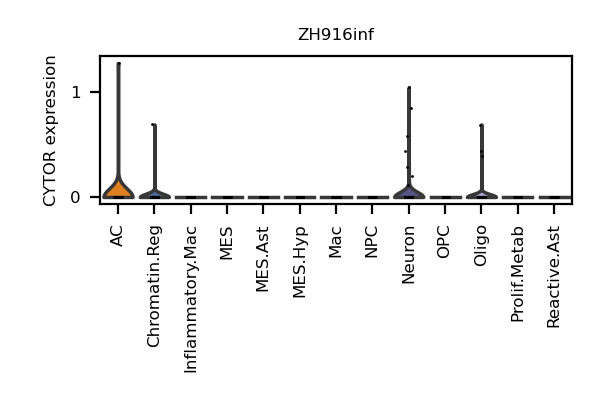 ZH916inf
CYTOR expression
1
0
AC
Chromatin.Reg
Inflammatory.Mac
MES
MES.Ast
MES.Hyp
Mac
NPC
Neuron
OPC
Oligo
Prolif.Metab
Reactive.Ast